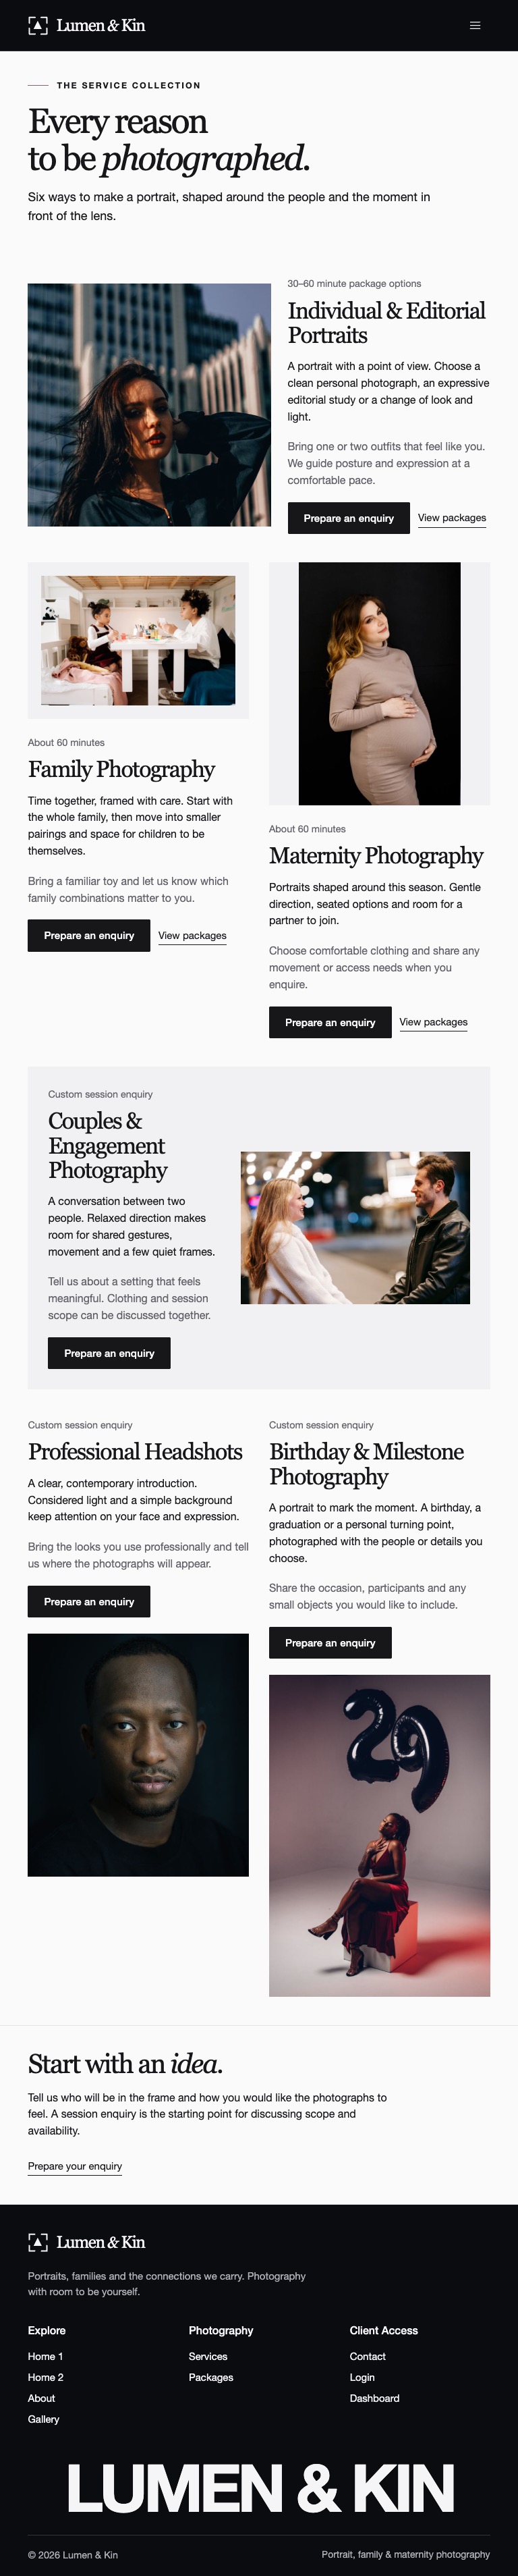 Lumen & Kin
THE SERVICE COLLECTION
Every reason
to be photographed.
Six ways to make a portrait, shaped around the people and the moment in
front of the lens.
30–60 minute package options
Individual & Editorial
Portraits
A portrait with a point of view. Choose a
clean personal photograph, an expressive
editorial study or a change of look and
light.
Bring one or two outfits that feel like you.
We guide posture and expression at a
comfortable pace.
Prepare an enquiry
View packages
About 60 minutes
Family Photography
Time together, framed with care. Start with
the whole family, then move into smaller
pairings and space for children to be
themselves.
Bring a familiar toy and let us know which
family combinations matter to you.
Prepare an enquiry
View packages
About 60 minutes
Maternity Photography
Portraits shaped around this season. Gentle
direction, seated options and room for a
partner to join.
Choose comfortable clothing and share any
movement or access needs when you
enquire.
Prepare an enquiry
View packages
Custom session enquiry
Couples &
Engagement
Photography
A conversation between two
people. Relaxed direction makes
room for shared gestures,
movement and a few quiet frames.
Tell us about a setting that feels
meaningful. Clothing and session
scope can be discussed together.
Prepare an enquiry
Custom session enquiry
Professional Headshots
A clear, contemporary introduction.
Considered light and a simple background
keep attention on your face and expression.
Bring the looks you use professionally and tell
us where the photographs will appear.
Prepare an enquiry
Custom session enquiry
Birthday & Milestone
Photography
A portrait to mark the moment. A birthday, a
graduation or a personal turning point,
photographed with the people or details you
choose.
Share the occasion, participants and any
small objects you would like to include.
Prepare an enquiry
29
Start with an idea.
Tell us who will be in the frame and how you would like the photographs to
feel. A session enquiry is the starting point for discussing scope and
availability.
Prepare your enquiry
Lumen & Kin
Portraits, families and the connections we carry. Photography
with room to be yourself.
Explore
Home 1
Home 2
About
Gallery
Photography
Services
Packages
Client Access
Contact
Login
Dashboard
LUMEN & KIN
© 2026 Lumen & Kin
Portrait, family & maternity photography